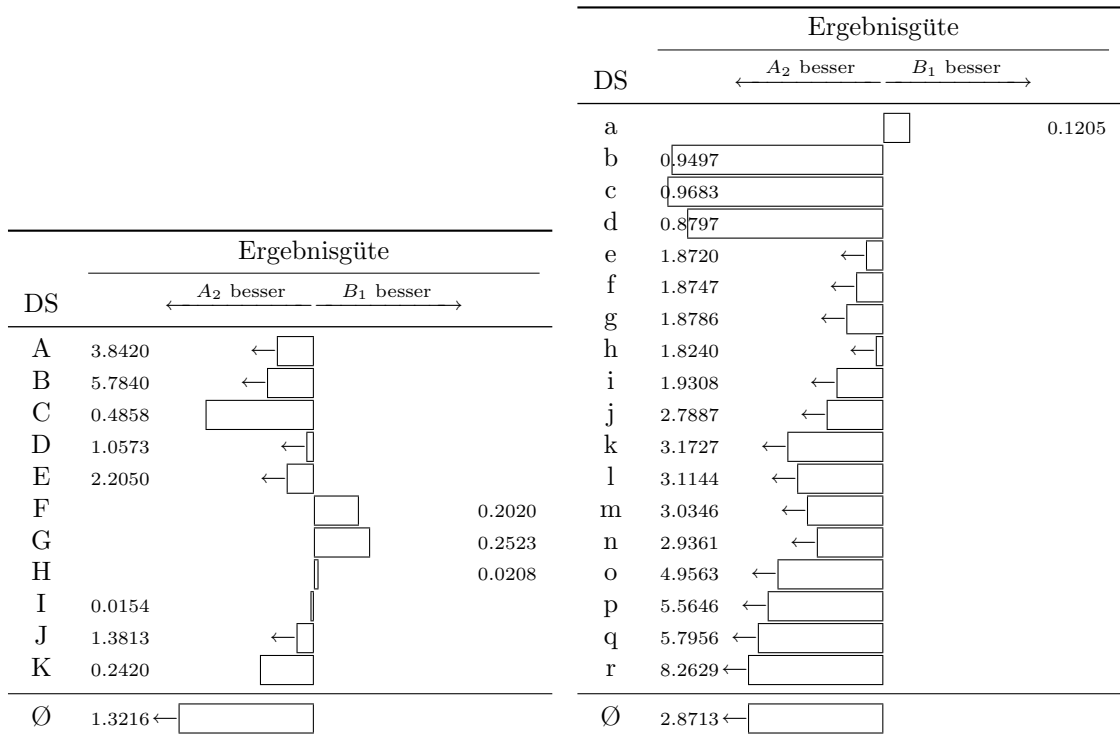 Ergebnisgüte
DS A₂ besser B₁ besser
A 3.8420
B 5.7840
C 0.4858
D 1.0573
E 2.2050
F 0.2020
G 0.2523
H 0.0208
I 0.0154
J 1.3813
K 0.2420
Ø 1.3216
Ergebnisgüte
DS A₂ besser B₁ besser
a 0.1205
b 0.9497
c 0.9683
d 0.8797
e 1.8720
f 1.8747
g 1.8786
h 1.8240
i 1.9308
j 2.7887
k 3.1727
l 3.1144
m 3.0346
n 2.9361
o 4.9563
p 5.5646
q 5.7956
r 8.2629
Ø 2.8713